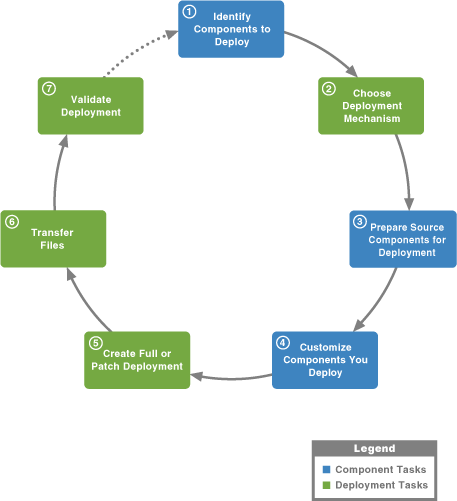 1
Identify
Components to
Deploy
2
Choose
Deployment
Mechanism
3
Prepare Source
Components for
Deployment
4
Customize
Components You
Deploy
5
Create Full or
Patch Deployment
6
Transfer
Files
7
Validate
Deployment
Legend
Component Tasks
Deployment Tasks